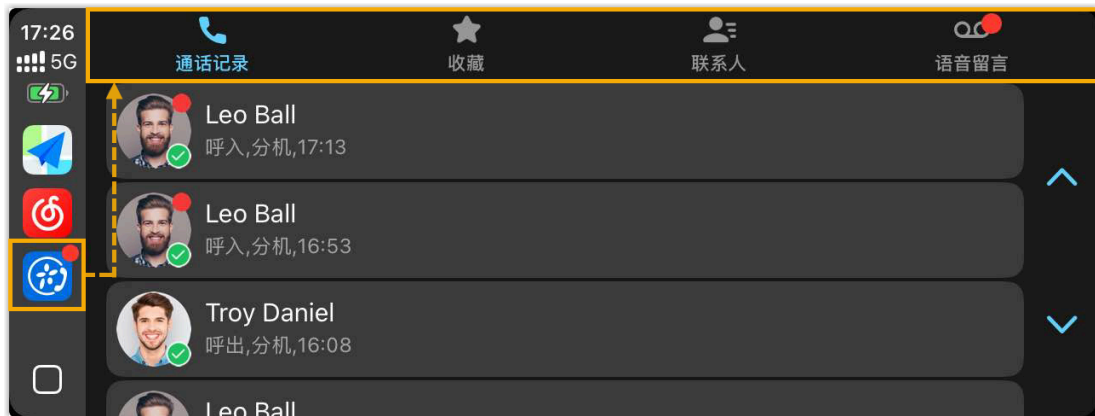 17:26
5G
通话记录
收藏
联系人
语音留言
Leo Ball
呼入,分机,17:13
Leo Ball
呼入,分机,16:53
Troy Daniel
呼出,分机,16:08
Leo Ball